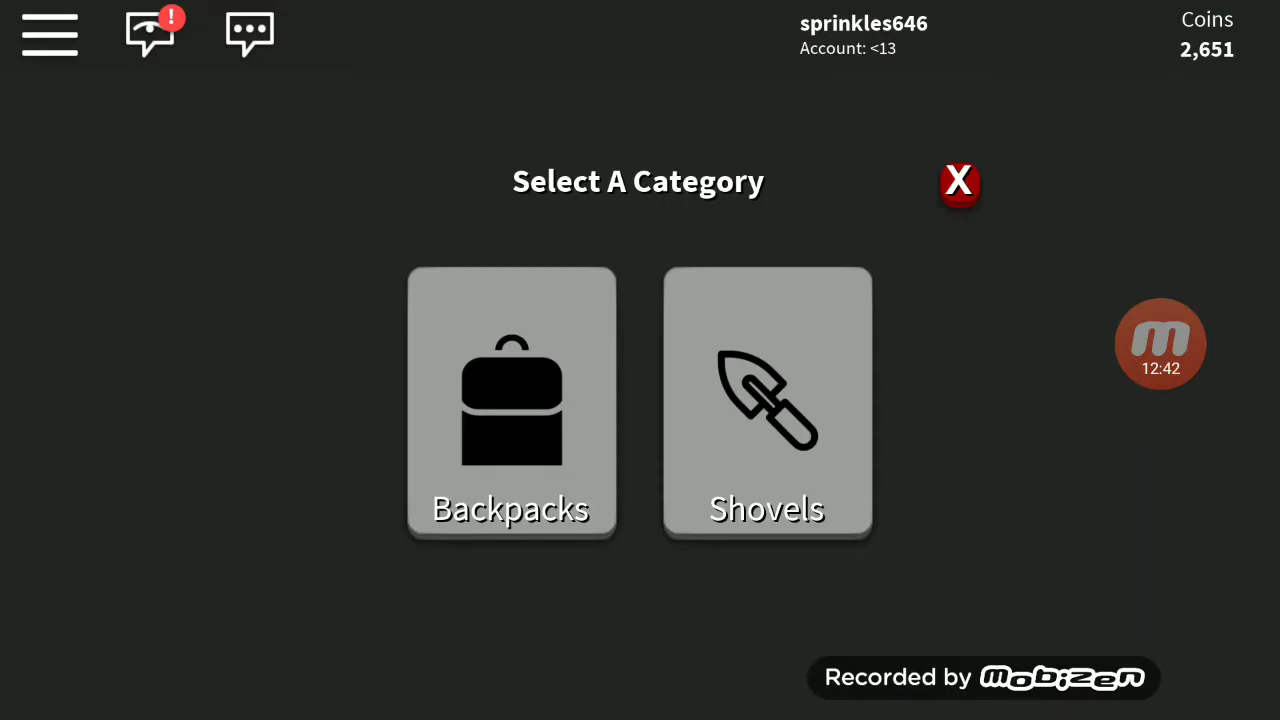 !
sprinkles646
Account: <13
Coins
2,651
Select A Category
X
Backpacks
Shovels
m
12:42
Recorded by mobizen